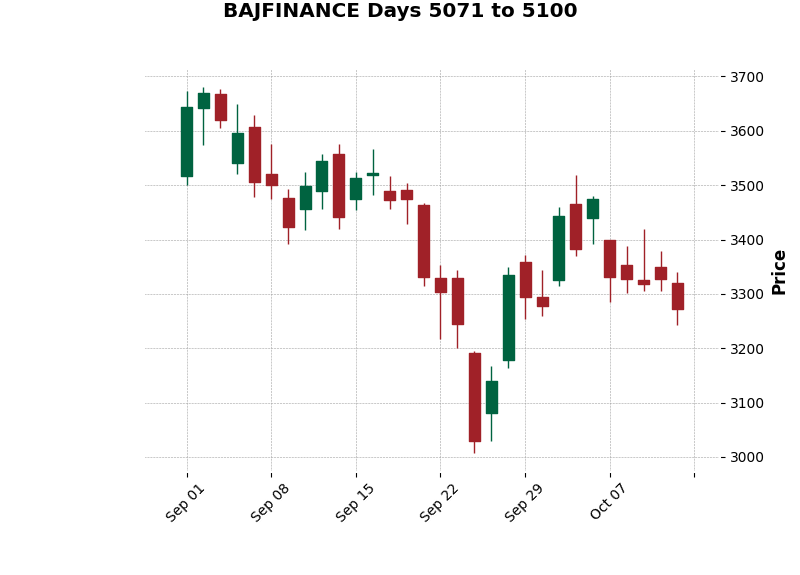 BAJFINANCE Days 5071 to 5100
3700
3600
3500
3400
3300
3200
3100
3000
Price
Sep 01
Sep 08
Sep 15
Sep 22
Sep 29
Oct 07